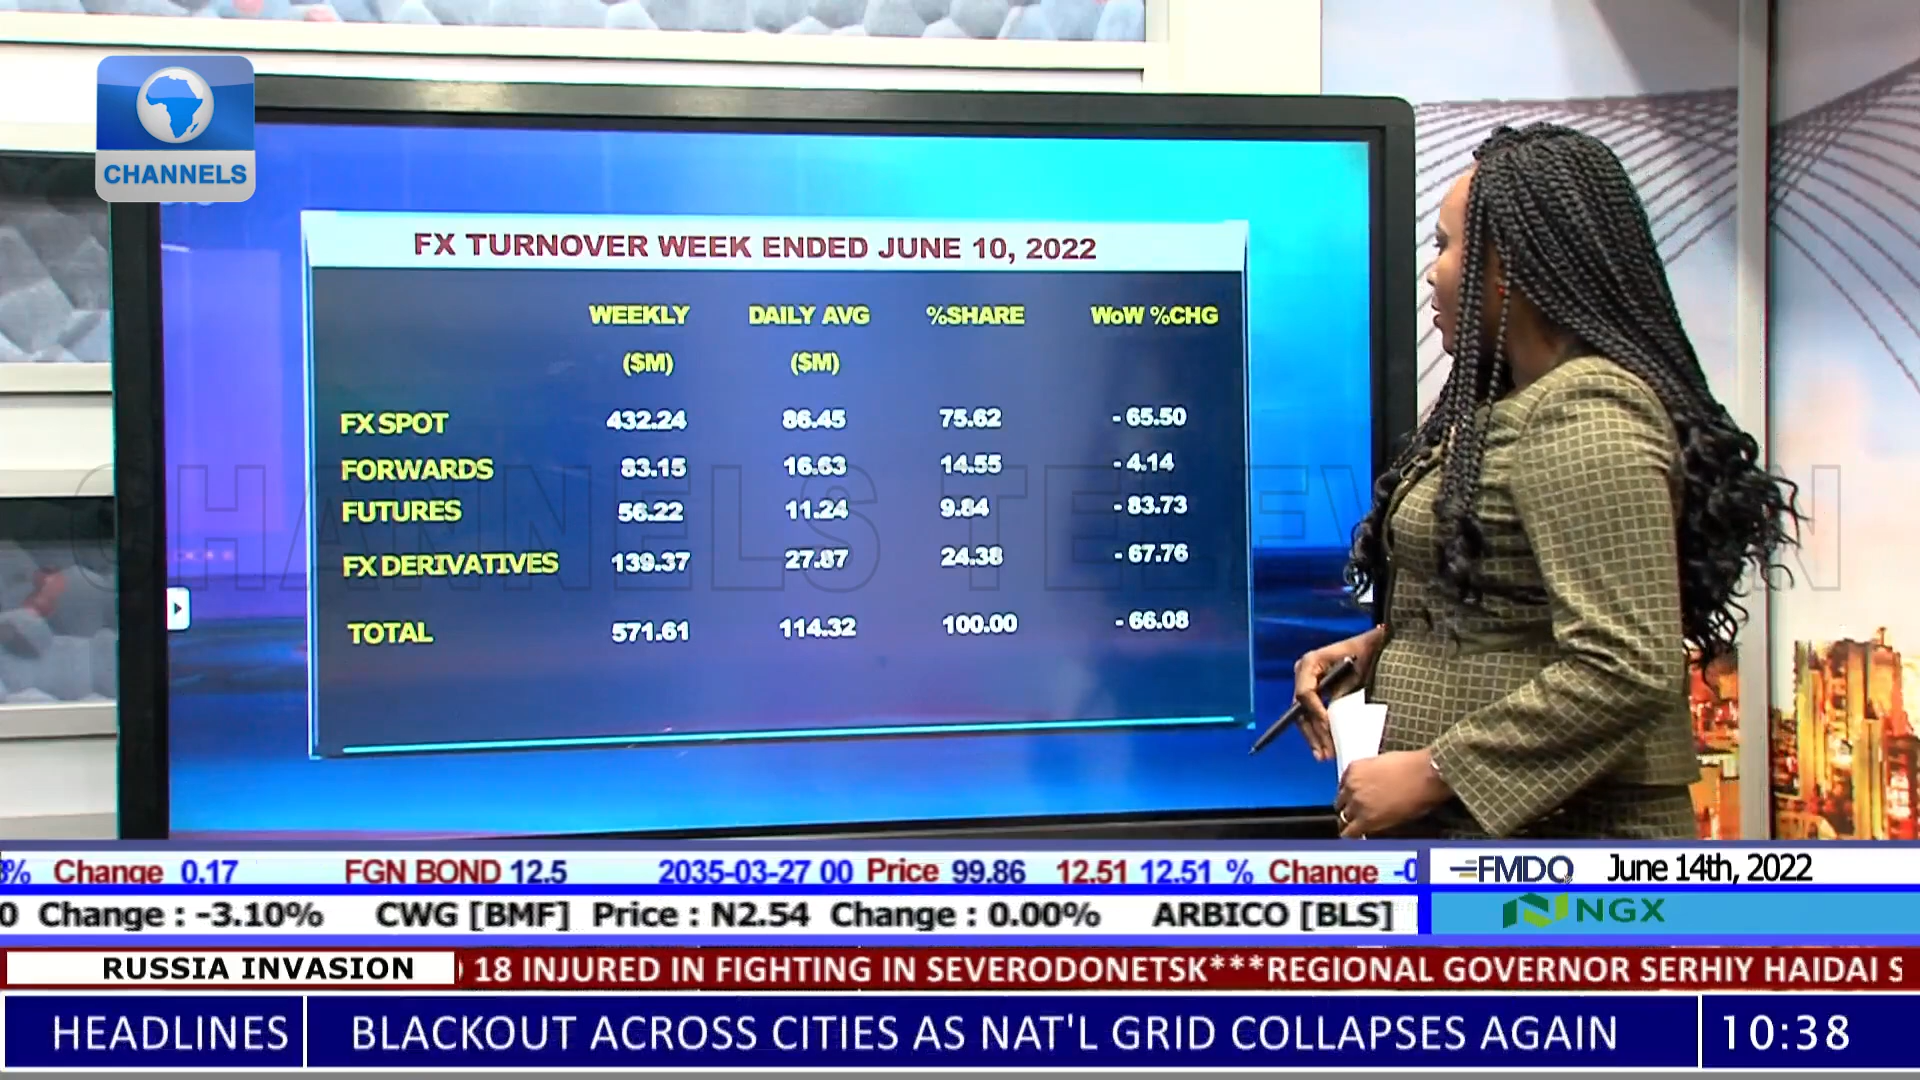 CHANNELS
FX TURNOVER WEEK ENDED JUNE 10, 2022
WEEKLY DAILY AVG %SHARE WoW %CHG
($M) ($M)
FX SPOT 432.24 86.45 75.62 - 65.50
FORWARDS 83.15 16.63 14.55 - 4.14
FUTURES 56.22 11.24 9.84 - 83.73
FX DERIVATIVES 139.37 27.87 24.38 - 67.76
TOTAL 571.61 114.32 100.00 - 66.08
CHANNELS TELEV N
% Change 0.17 FGN BOND 12.5 2035-03-27 00 Price 99.86 12.51 12.51 % Change -0
FMDQ June 14th, 2022
0 Change : -3.10% CWG [BMF] Price : N2.54 Change : 0.00% ARBICO [BLS]
NGX
RUSSIA INVASION 18 INJURED IN FIGHTING IN SEVERODONETSK***REGIONAL GOVERNOR SERHIY HAIDAI S
HEADLINES BLACKOUT ACROSS CITIES AS NAT'L GRID COLLAPSES AGAIN 10:38